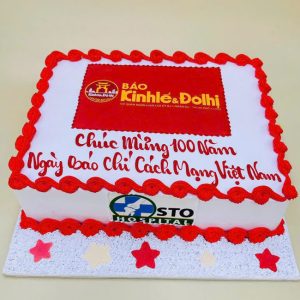 BÁO
Kinhtế&Đôthị
Chúc Mừng 100 Năm
Ngày Báo Chí Cách Mạng Việt Nam
STO
HOSPITAL